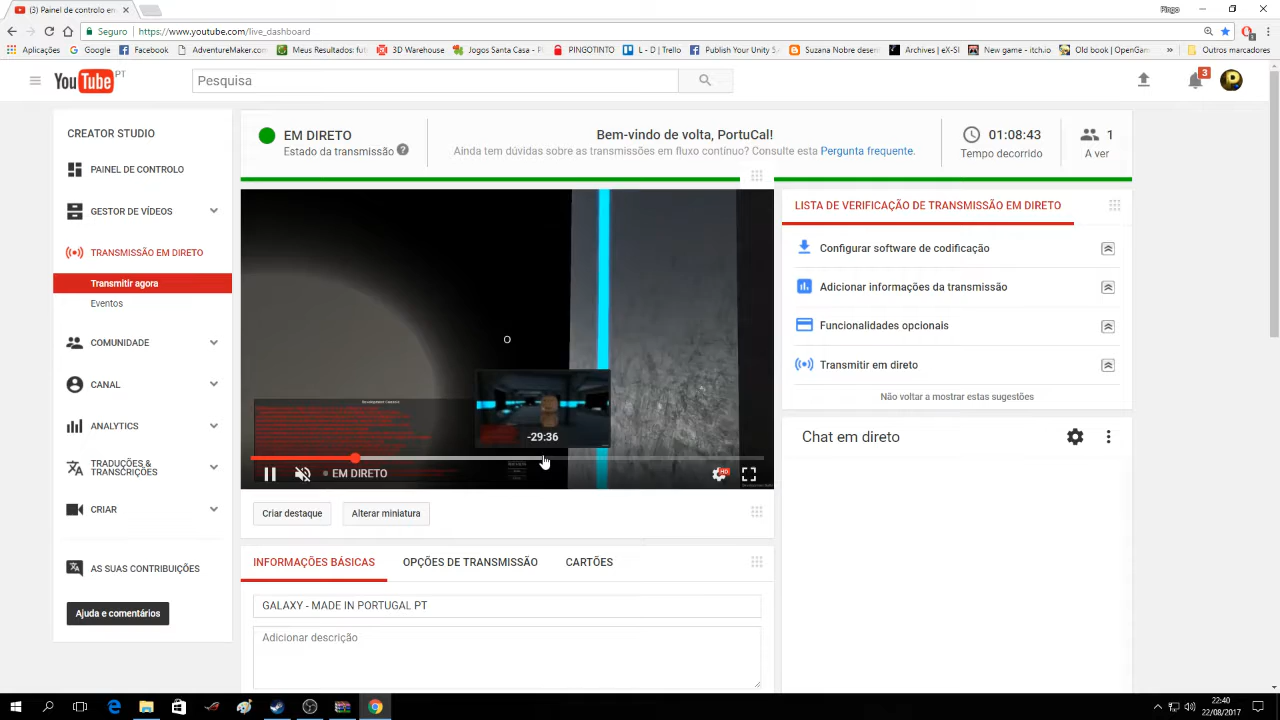 (3) Painel de controlo em
Pingo
Seguro
https://www.youtube.com/live_dashboard
Aplicações
Google
Facebook
AdventureMaker.com
Meus Resultados: fut
3D Warehouse
Jogos Santa Casa - P
PINGOTINTO
L - D | Trello
Publish Your Unity S
Suzana Nobre desen
Archives | eX-SI
New game - itch.io
Old book | OpenGam
»
Outros marcadores
YouTube PT
Pesquisa
3
CREATOR STUDIO
PAINEL DE CONTROLO
GESTOR DE VÍDEOS
TRANSMISSÃO EM DIRETO
Transmitir agora
Eventos
COMUNIDADE
CANAL
ANALYTICS
TRADUÇÕES &
TRANSCRIÇÕES
CRIAR
AS SUAS CONTRIBUIÇÕES
Ajuda e comentários
EM DIRETO
Estado da transmissão
Bem-vindo de volta, PortuCal!
Ainda tem dúvidas sobre as transmissões em fluxo contínuo? Consulte esta Pergunta frequente.
01:08:43
Tempo decorrido
1
A ver
-29:36
EM DIRETO
HD
Criar destaque
Alterar miniatura
INFORMAÇÕES BÁSICAS
OPÇÕES DE TRANSMISSÃO
CARTÕES
GALAXY - MADE IN PORTUGAL PT
Adicionar descrição
LISTA DE VERIFICAÇÃO DE TRANSMISSÃO EM DIRETO
Configurar software de codificação
Adicionar informações da transmissão
Funcionalidades opcionais
Transmitir em direto
Não voltar a mostrar estas sugestões
Chat em direto
22:40
22/08/2017